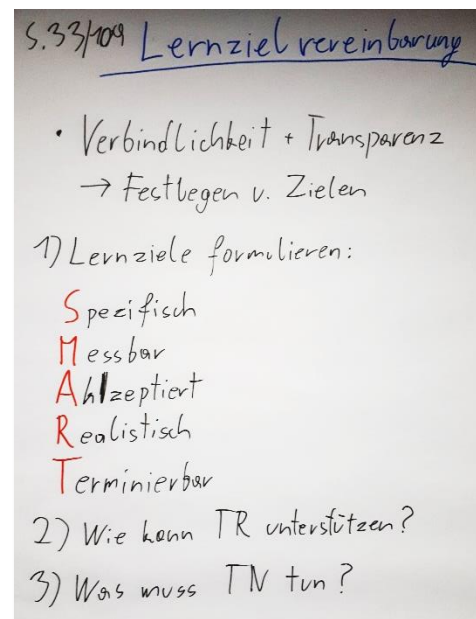 S.33/109 Lernzielvereinbarung
• Verbindlichkeit + Transparenz
→ Festlegen v. Zielen
1) Lernziele formulieren:
Spezifisch
Messbar
Akzeptiert
Realistisch
Terminierbar
2) Wie kann TR unterstützen?
3) Was muss TN tun?